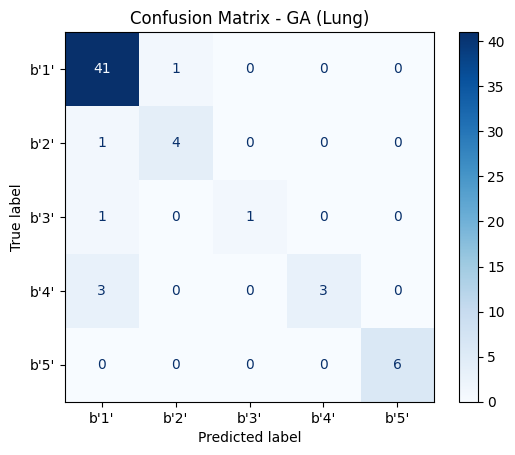 Confusion Matrix - GA (Lung)
True label
b'1' 41 1 0 0 0
b'2' 1 4 0 0 0
b'3' 1 0 1 0 0
b'4' 3 0 0 3 0
b'5' 0 0 0 0 6
b'1' b'2' b'3' b'4' b'5'
Predicted label
40
35
30
25
20
15
10
5
0